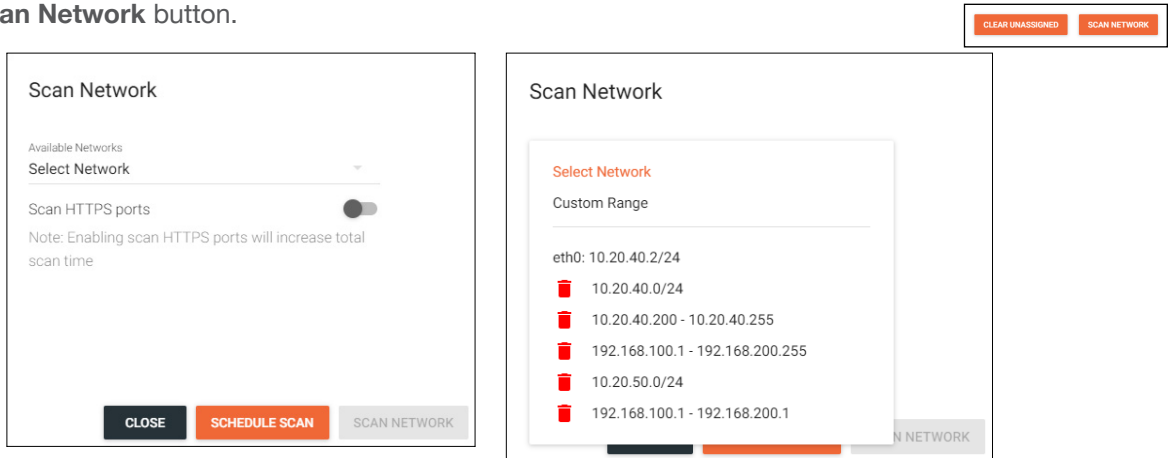 an Network button.
CLEAR UNASSIGNED SCAN NETWORK
Scan Network
Available Networks
Select Network
Scan HTTPS ports
Note: Enabling scan HTTPS ports will increase total
scan time
CLOSE SCHEDULE SCAN SCAN NETWORK
Scan Network
Select Network
Custom Range
eth0: 10.20.40.2/24
10.20.40.0/24
10.20.40.200 - 10.20.40.255
192.168.100.1 - 192.168.200.255
10.20.50.0/24
192.168.100.1 - 192.168.200.1
N NETWORK